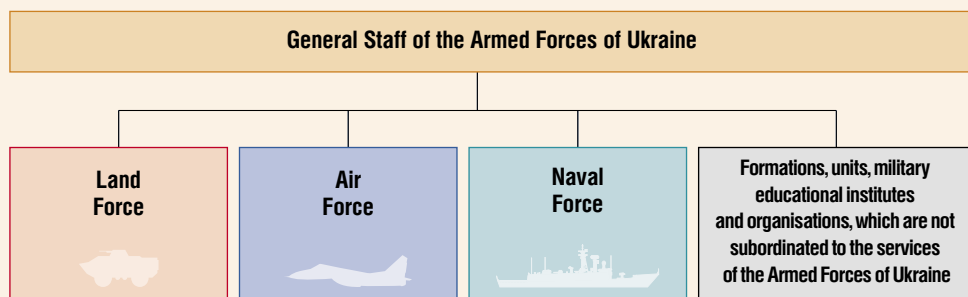 General Staff of the Armed Forces of Ukraine
Land
Force
Air
Force
Naval
Force
Formations, units, military
educational institutes
and organisations, which are not
subordinated to the services
of the Armed Forces of Ukraine